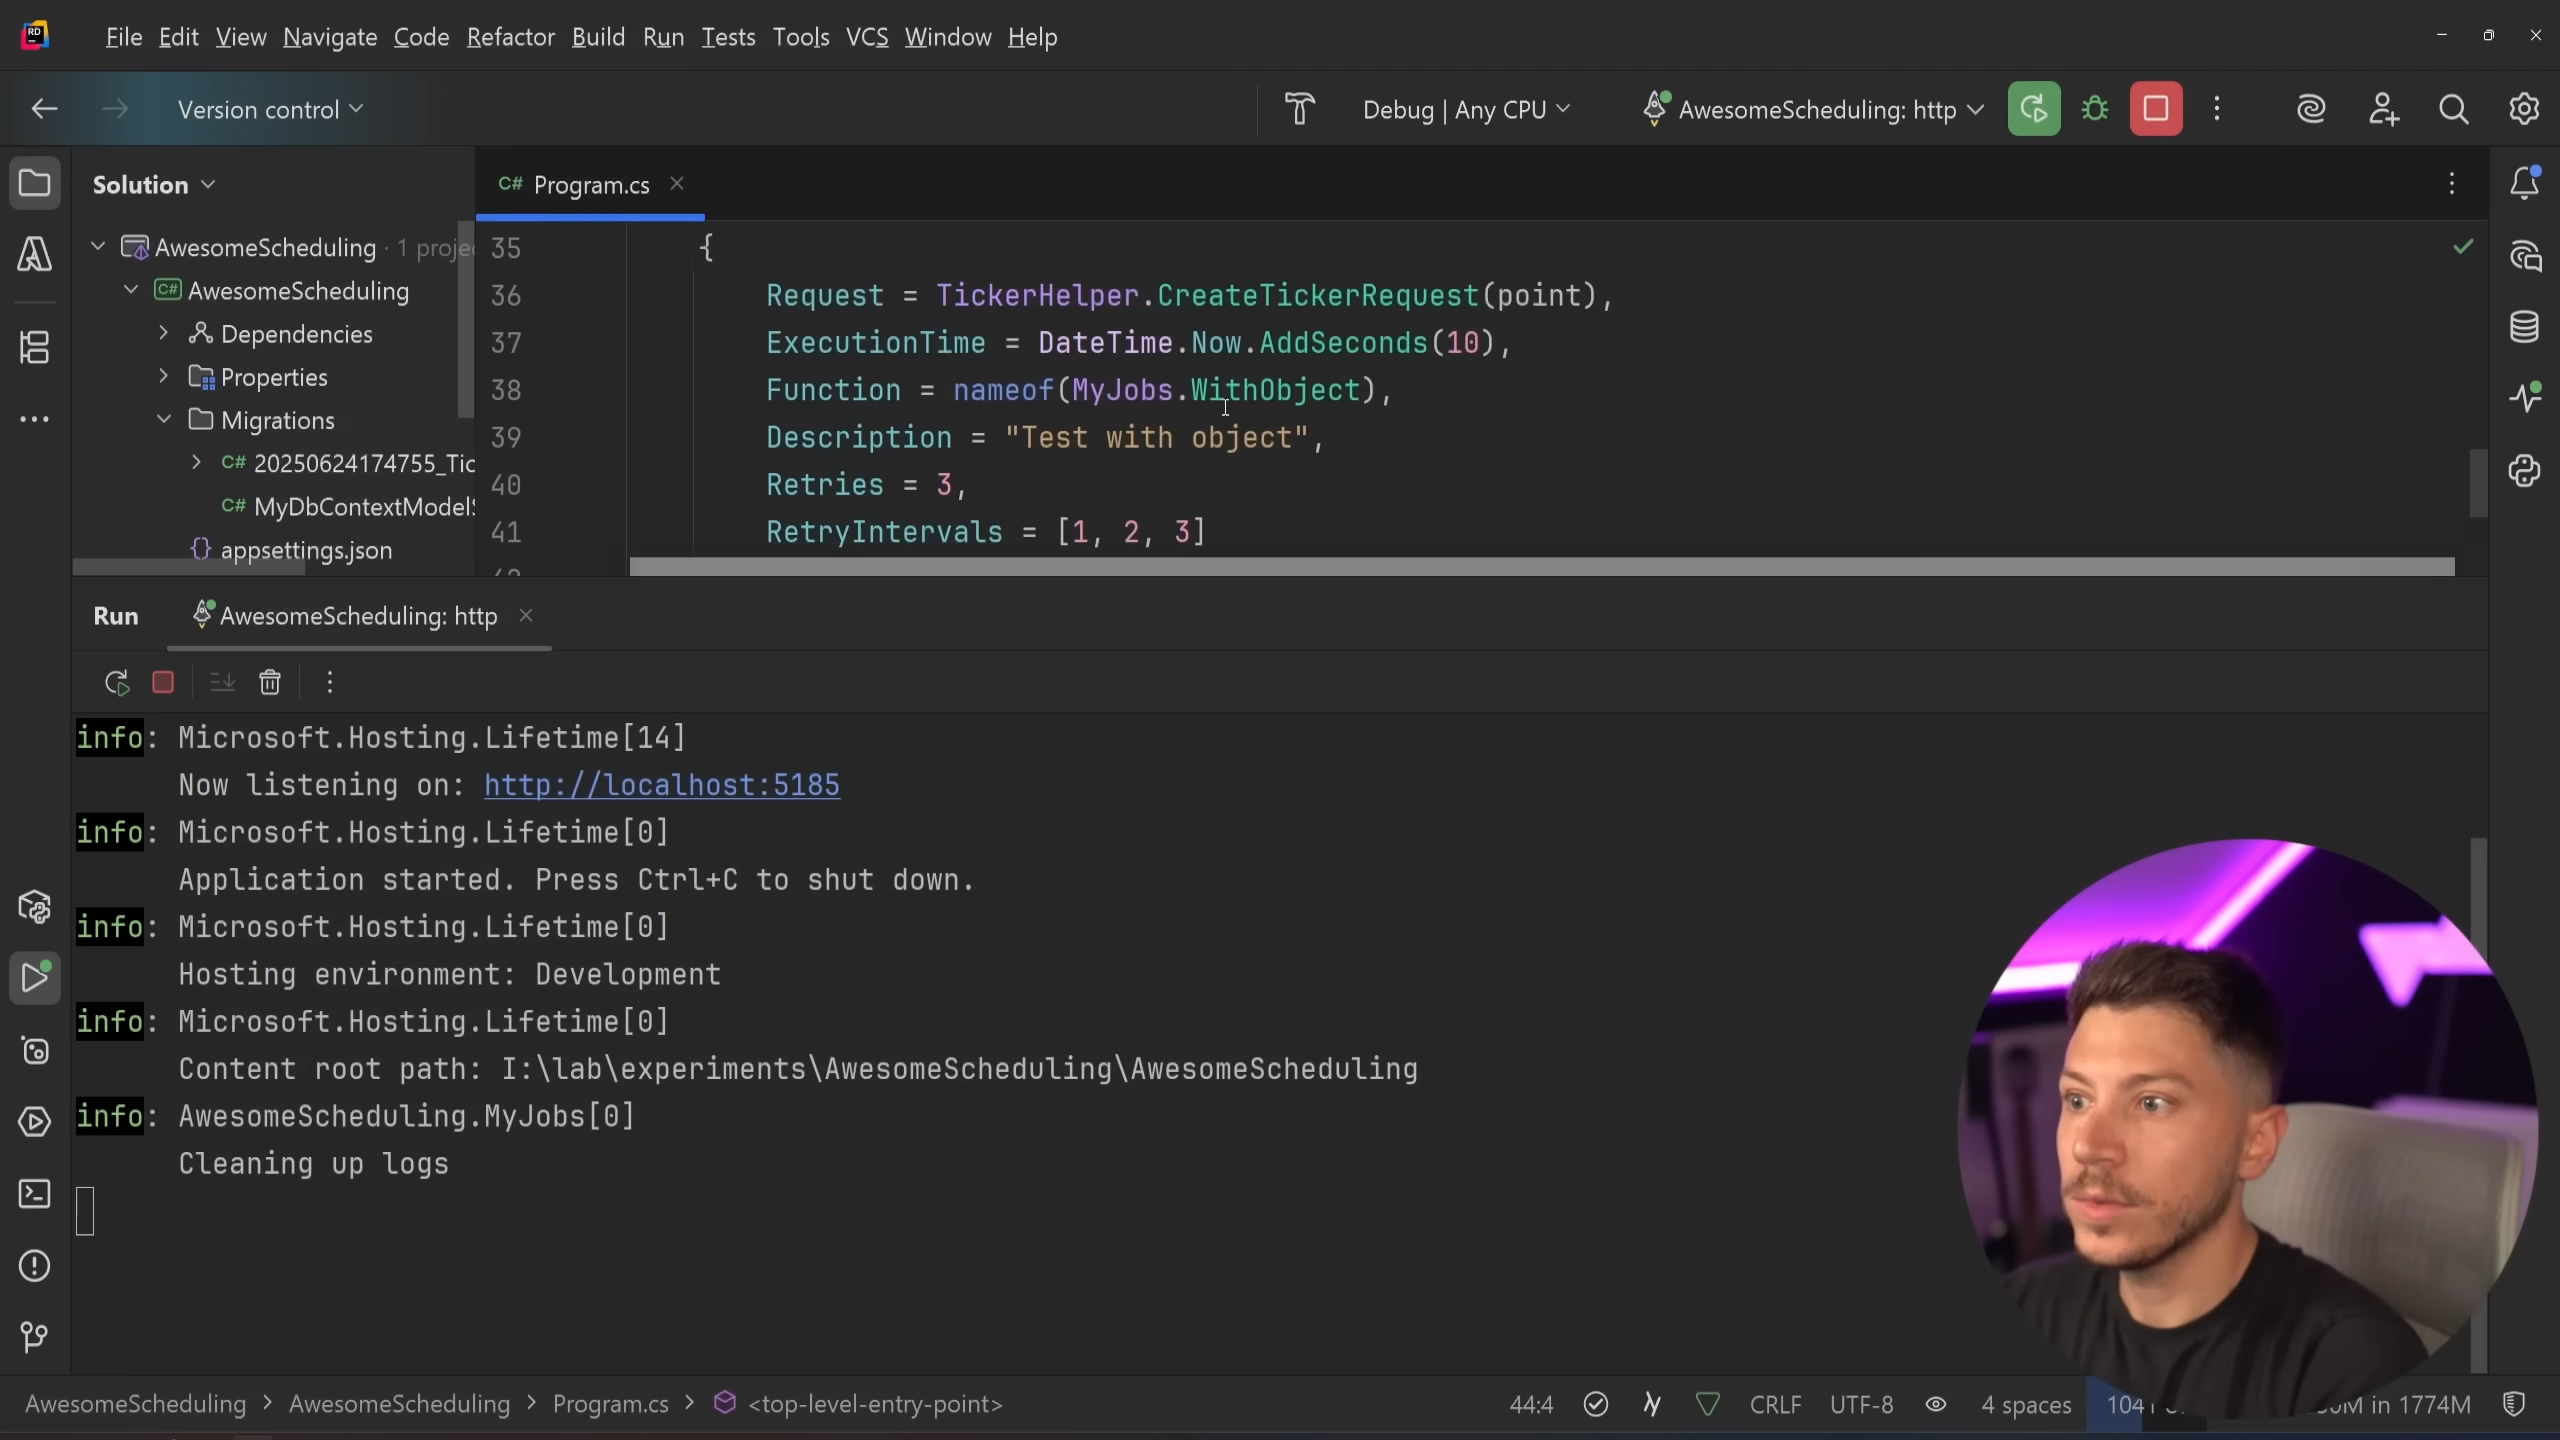 RD
File Edit View Navigate Code Refactor Build Run Tests Tools VCS Window Help
Version control
Debug | Any CPU
AwesomeScheduling: http
Solution
C# Program.cs
AwesomeScheduling · 1 proje
C# AwesomeScheduling
Dependencies
Properties
Migrations
C# 20250624174755_Tic
C# MyDbContextModelS
{} appsettings.json
35 {
36 Request = TickerHelper.CreateTickerRequest(point),
37 ExecutionTime = DateTime.Now.AddSeconds(10),
38 Function = nameof(MyJobs.WithObject),
39 Description = "Test with object",
40 Retries = 3,
41 RetryIntervals = [1, 2, 3]
Run
AwesomeScheduling: http
info: Microsoft.Hosting.Lifetime[14]
Now listening on: http://localhost:5185
info: Microsoft.Hosting.Lifetime[0]
Application started. Press Ctrl+C to shut down.
info: Microsoft.Hosting.Lifetime[0]
Hosting environment: Development
info: Microsoft.Hosting.Lifetime[0]
Content root path: I:\lab\experiments\AwesomeScheduling\AwesomeScheduling
info: AwesomeScheduling.MyJobs[0]
Cleaning up logs
AwesomeScheduling > AwesomeScheduling > Program.cs > <top-level-entry-point>
44:4
CRLF
UTF-8
4 spaces
in 1774M